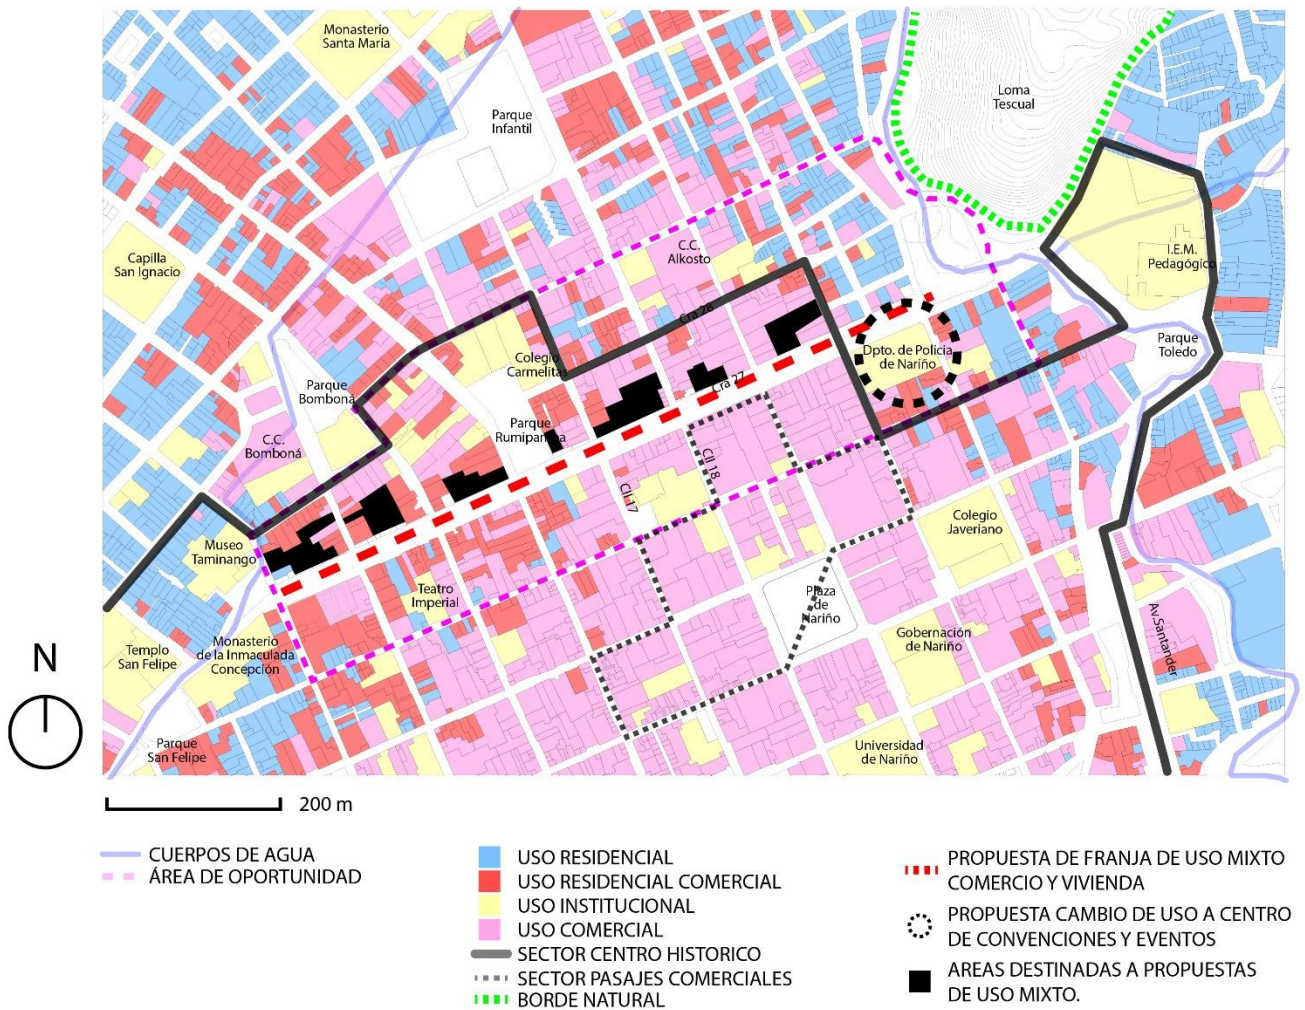 Monasterio
Santa Maria
Parque
Infantil
Loma
Tescual
Capilla
San Ignacio
C.C.
Alkosto
I.E.M.
Pedagógico
Cra 28
Parque
Toledo
Colegio
Carmelitas
Dpto. de Policia
de Nariño
Cra 27
Parque
Bomboná
Parque
Rumipamba
C.C.
Bomboná
Cll 18
Cll 17
Colegio
Javeriano
Museo
Taminango
Teatro
Imperial
Plaza
de
Nariño
Av.Santander
Gobernación
de Nariño
Monasterio
de la Inmaculada
Concepción
Templo
San Felipe
Parque
San Felipe
Universidad
de Nariño
N
200 m
CUERPOS DE AGUA
ÁREA DE OPORTUNIDAD
USO RESIDENCIAL
USO RESIDENCIAL COMERCIAL
USO INSTITUCIONAL
USO COMERCIAL
SECTOR CENTRO HISTORICO
SECTOR PASAJES COMERCIALES
BORDE NATURAL
PROPUESTA DE FRANJA DE USO MIXTO
COMERCIO Y VIVIENDA
PROPUESTA CAMBIO DE USO A CENTRO
DE CONVENCIONES Y EVENTOS
AREAS DESTINADAS A PROPUESTAS
DE USO MIXTO.